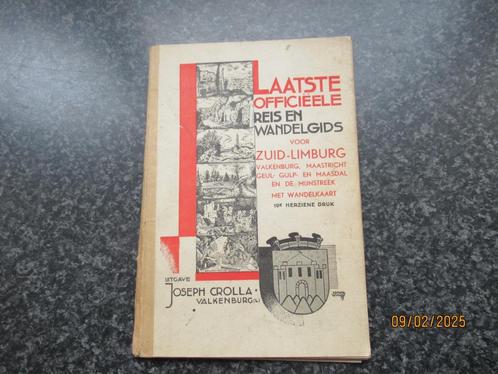 LAATSTE
OFFICIËELE
REIS EN
WANDELGIDS
VOOR
ZUID-LIMBURG
VALKENBURG, MAASTRICHT
GEUL- GULP- EN MAASDAL
EN DE MIJNSTREEK
MET WANDELKAART
10E HERZIENE DRUK
UITGAVE
JOSEPH CROLLA
VALKENBURG (L)
09/02/2025